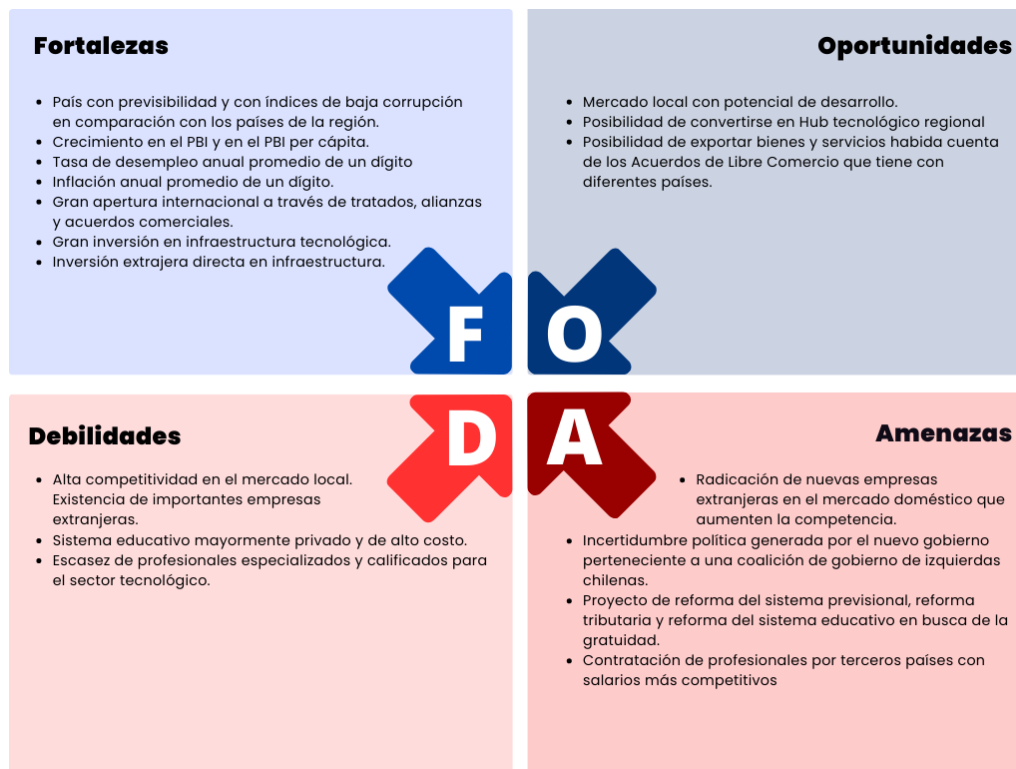 Fortalezas
• País con previsibilidad y con índices de baja corrupción
en comparación con los países de la región.
• Crecimiento en el PBI y en el PBI per cápita.
• Tasa de desempleo anual promedio de un dígito
• Inflación anual promedio de un dígito.
• Gran apertura internacional a través de tratados, alianzas
y acuerdos comerciales.
• Gran inversión en infraestructura tecnológica.
• Inversión extrajera directa en infraestructura.
F
Oportunidades
• Mercado local con potencial de desarrollo.
• Posibilidad de convertirse en Hub tecnológico regional
• Posibilidad de exportar bienes y servicios habida cuenta
de los Acuerdos de Libre Comercio que tiene con
diferentes países.
O
Debilidades
• Alta competitividad en el mercado local.
Existencia de importantes empresas
extranjeras.
• Sistema educativo mayormente privado y de alto costo.
• Escasez de profesionales especializados y calificados para
el sector tecnológico.
D
Amenazas
• Radicación de nuevas empresas
extranjeras en el mercado doméstico que
aumenten la competencia.
• Incertidumbre política generada por el nuevo gobierno
perteneciente a una coalición de gobierno de izquierdas
chilenas.
• Proyecto de reforma del sistema previsional, reforma
tributaria y reforma del sistema educativo en busca de la
gratuidad.
• Contratación de profesionales por terceros países con
salarios más competitivos
A